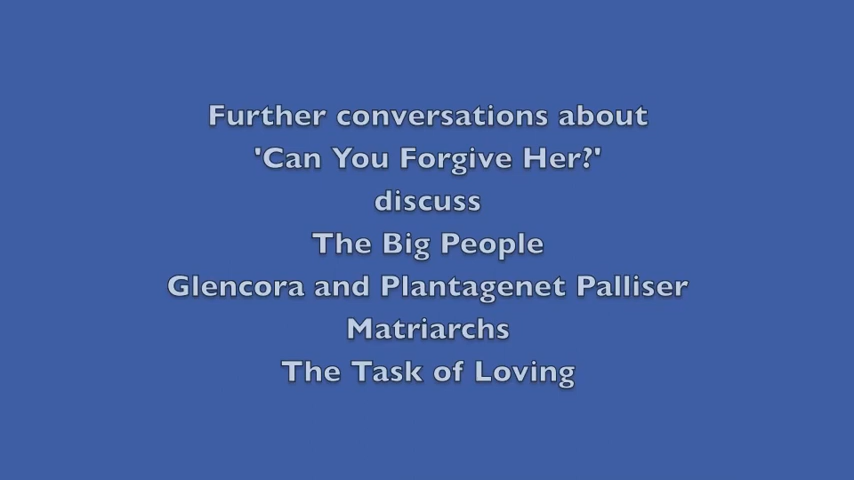 Further conversations about
'Can You Forgive Her?'
discuss
The Big People
Glencora and Plantagenet Palliser
Matriarchs
The Task of Loving